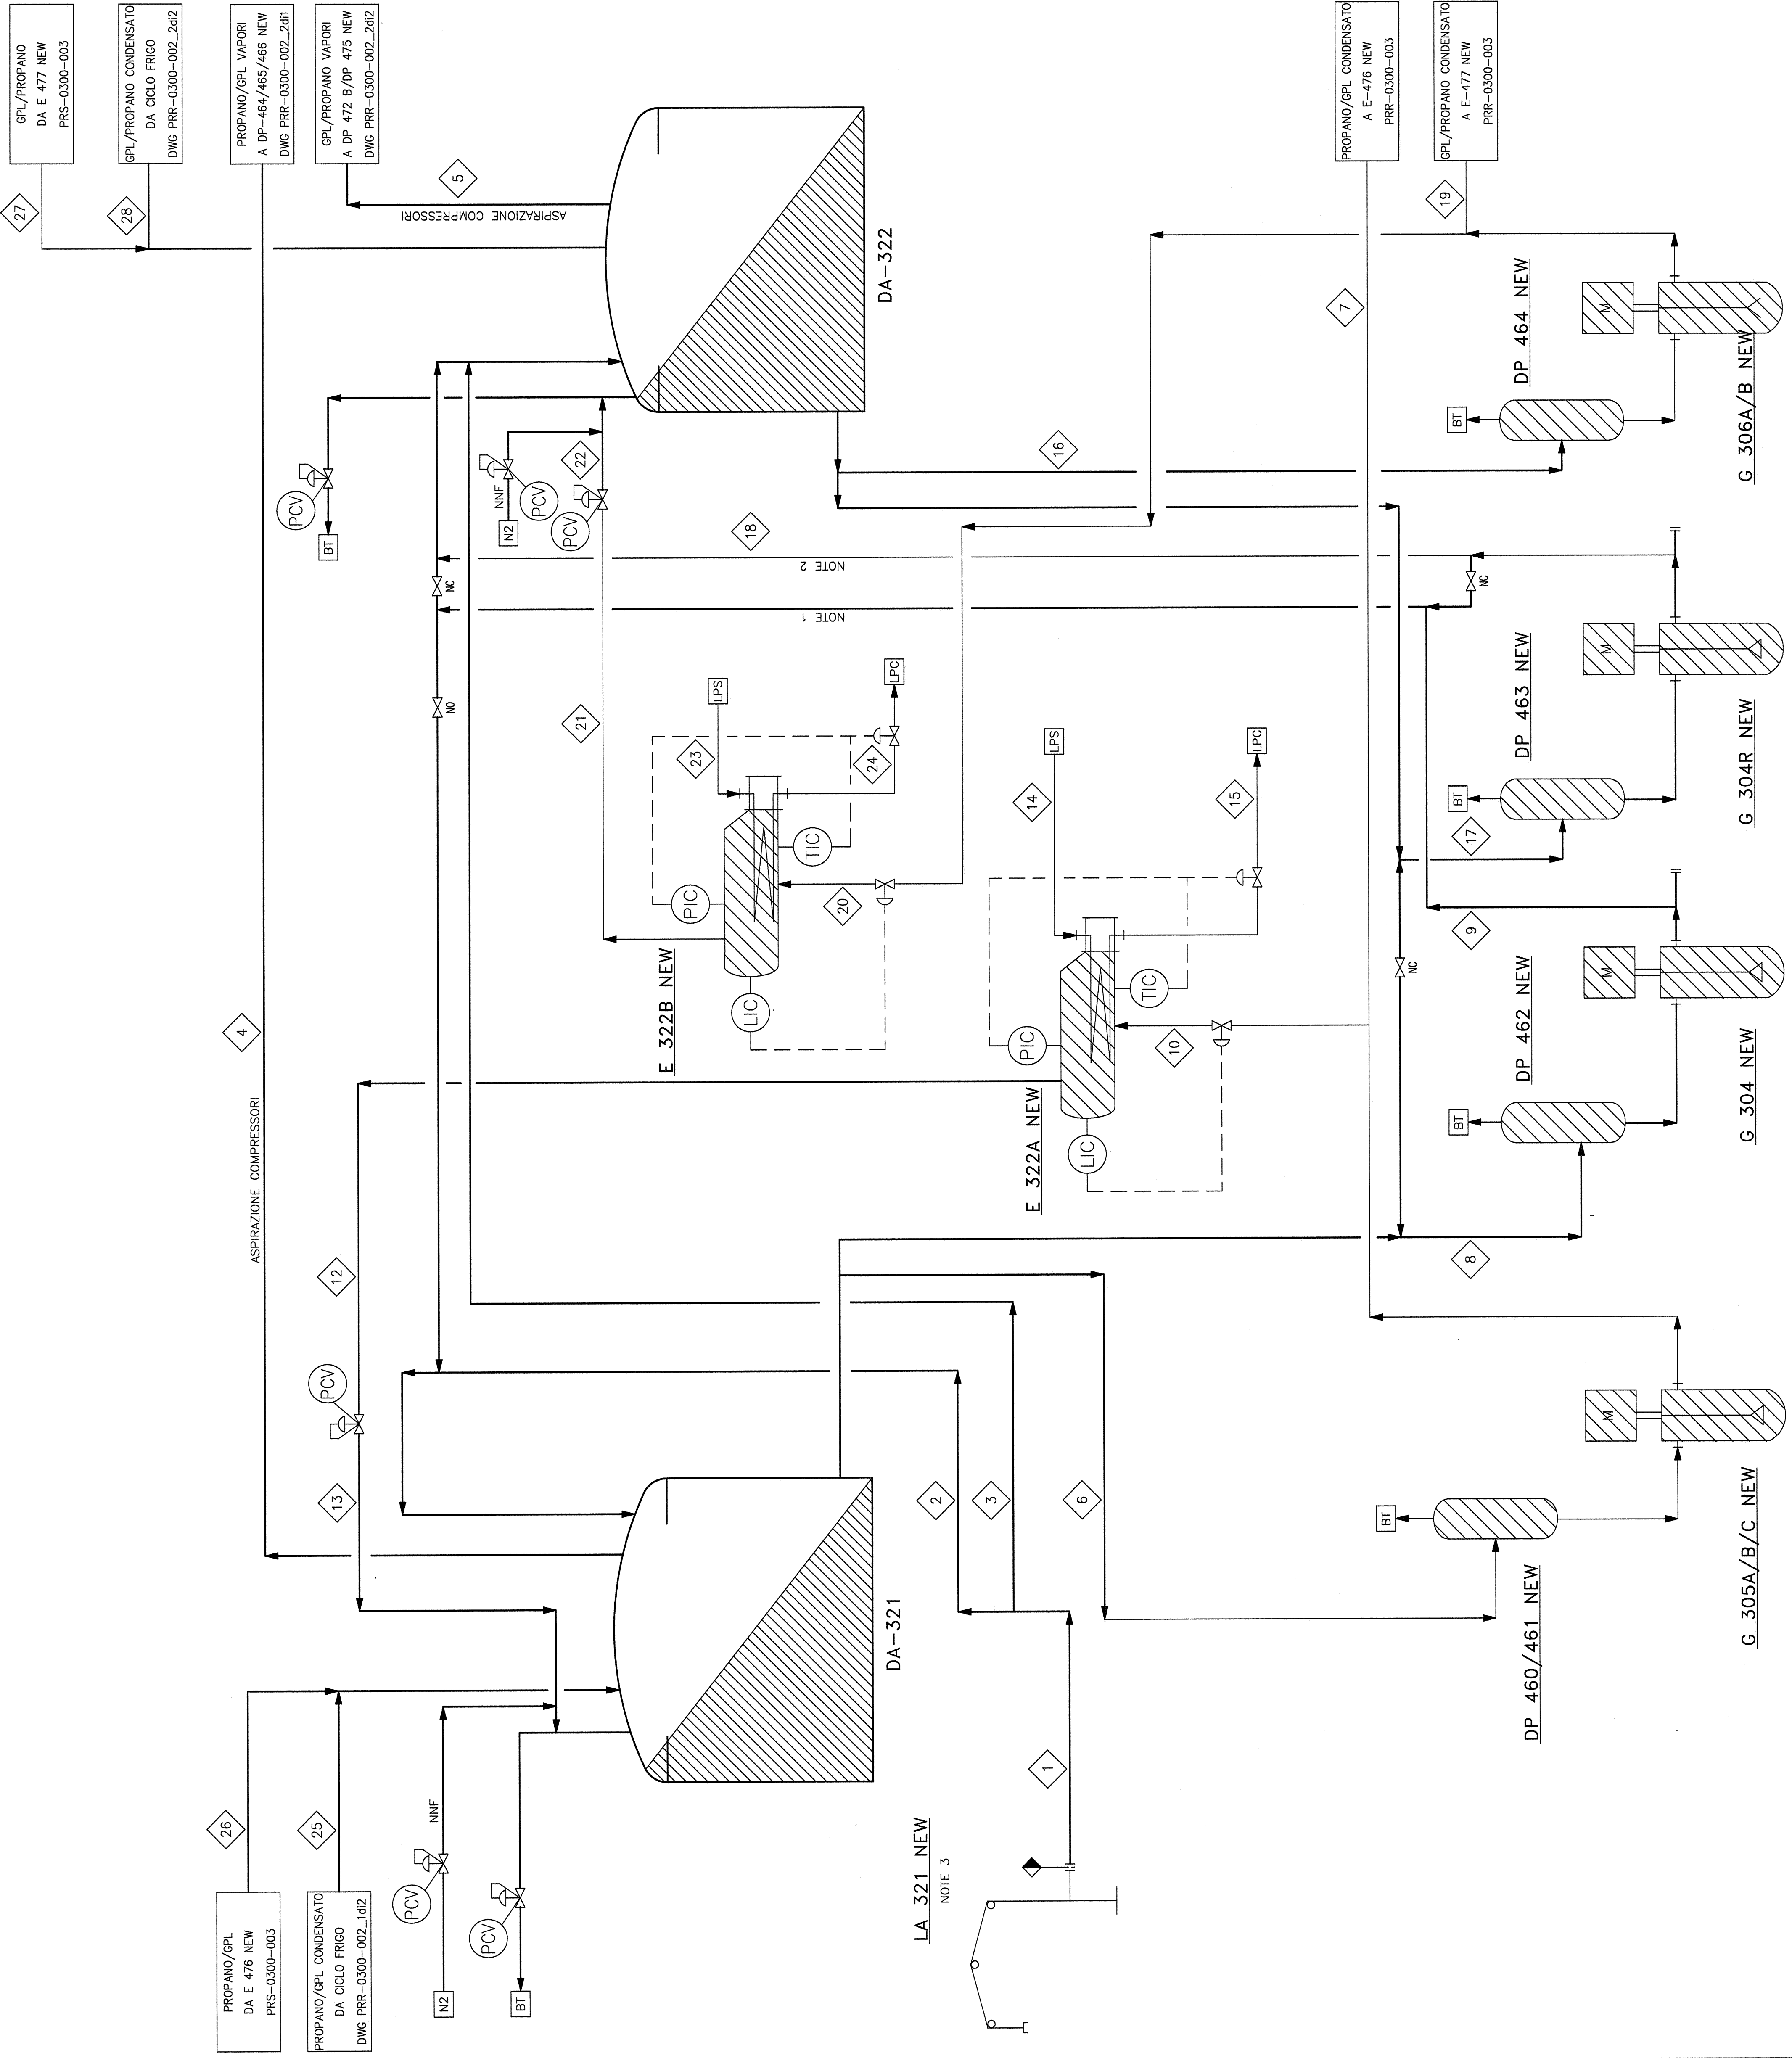 GPL/PROPANO
DA E 477 NEW
PRS-0300-003
27
GPL/PROPANO CONDENSATO
DA CICLO FRIGO
DWG PRR-0300-002_2di2
28
PROPANO/GPL VAPORI
A DP-464/465/466 NEW
DWG PRR-0300-002_2di1
GPL/PROPANO VAPORI
A DP 472 B/DP 475 NEW
DWG PRR-0300-002_2di2
5
ASPIRAZIONE COMPRESSORI
4
ASPIRAZIONE COMPRESSORI
DA-322
PCV
BT
NNF
N2
PCV
22
PCV
21
NC
NO
18
NOTE 2
NOTE 1
16
12
PCV
13
DA-321
26
25
PROPANO/GPL
DA E 476 NEW
PRS-0300-003
PROPANO/GPL CONDENSATO
DA CICLO FRIGO
DWG PRR-0300-002_1di2
NNF
PCV
N2
PCV
BT
E 322B NEW
LPS
23
LPC
24
PIC
TIC
LIC
20
E 322A NEW
LPS
14
LPC
15
PIC
TIC
LIC
10
2
3
6
1
LA 321 NEW
NOTE 3
PROPANO/GPL CONDENSATO
A E-476 NEW
PRR-0300-003
7
GPL/PROPANO CONDENSATO
A E-477 NEW
PRR-0300-003
19
DP 464 NEW
BT
M
G 306A/B NEW
NC
DP 463 NEW
BT
17
M
G 304R NEW
9
NC
DP 462 NEW
BT
M
G 304 NEW
8
BT
DP 460/461 NEW
M
G 305A/B/C NEW